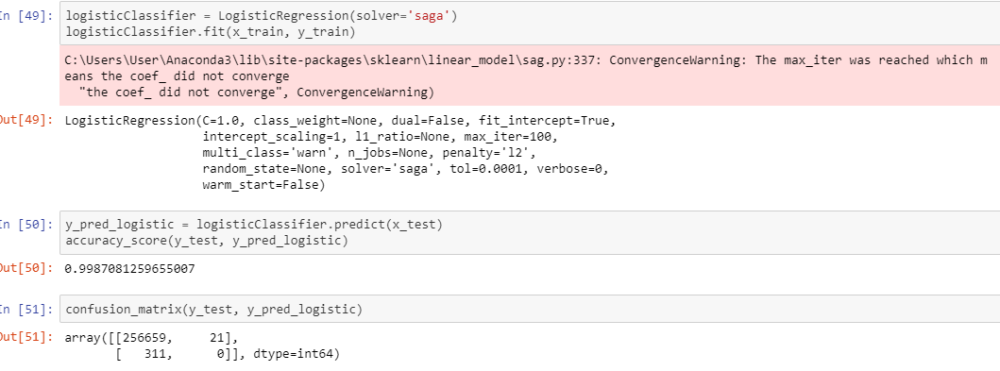 In [49]: logisticClassifier = LogisticRegression(solver='saga')
logisticClassifier.fit(x_train, y_train)
C:\Users\User\Anaconda3\lib\site-packages\sklearn\linear_model\sag.py:337: ConvergenceWarning: The max_iter was reached which m
eans the coef_ did not converge
  "the coef_ did not converge", ConvergenceWarning)
Out[49]: LogisticRegression(C=1.0, class_weight=None, dual=False, fit_intercept=True,
                   intercept_scaling=1, l1_ratio=None, max_iter=100,
                   multi_class='warn', n_jobs=None, penalty='l2',
                   random_state=None, solver='saga', tol=0.0001, verbose=0,
                   warm_start=False)
In [50]: y_pred_logistic = logisticClassifier.predict(x_test)
accuracy_score(y_test, y_pred_logistic)
Out[50]: 0.9987081259655007
In [51]: confusion_matrix(y_test, y_pred_logistic)
Out[51]: array([[256659,     21],
       [   311,      0]], dtype=int64)